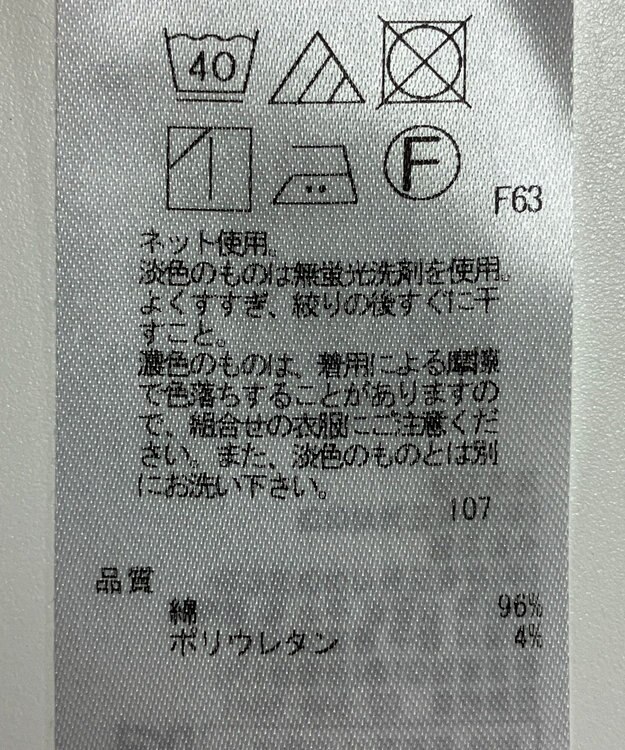 40
F
F63
ネット使用。
淡色のものは無蛍光洗剤を使用。
よくすすぎ、絞りの後すぐに干
すこと。
濃色のものは、着用による摩擦
で色落ちすることがありますの
で、組合せの衣服にご注意くだ
さい。また、淡色のものとは別
にお洗い下さい。
107
品質
綿 96%
ポリウレタン 4%